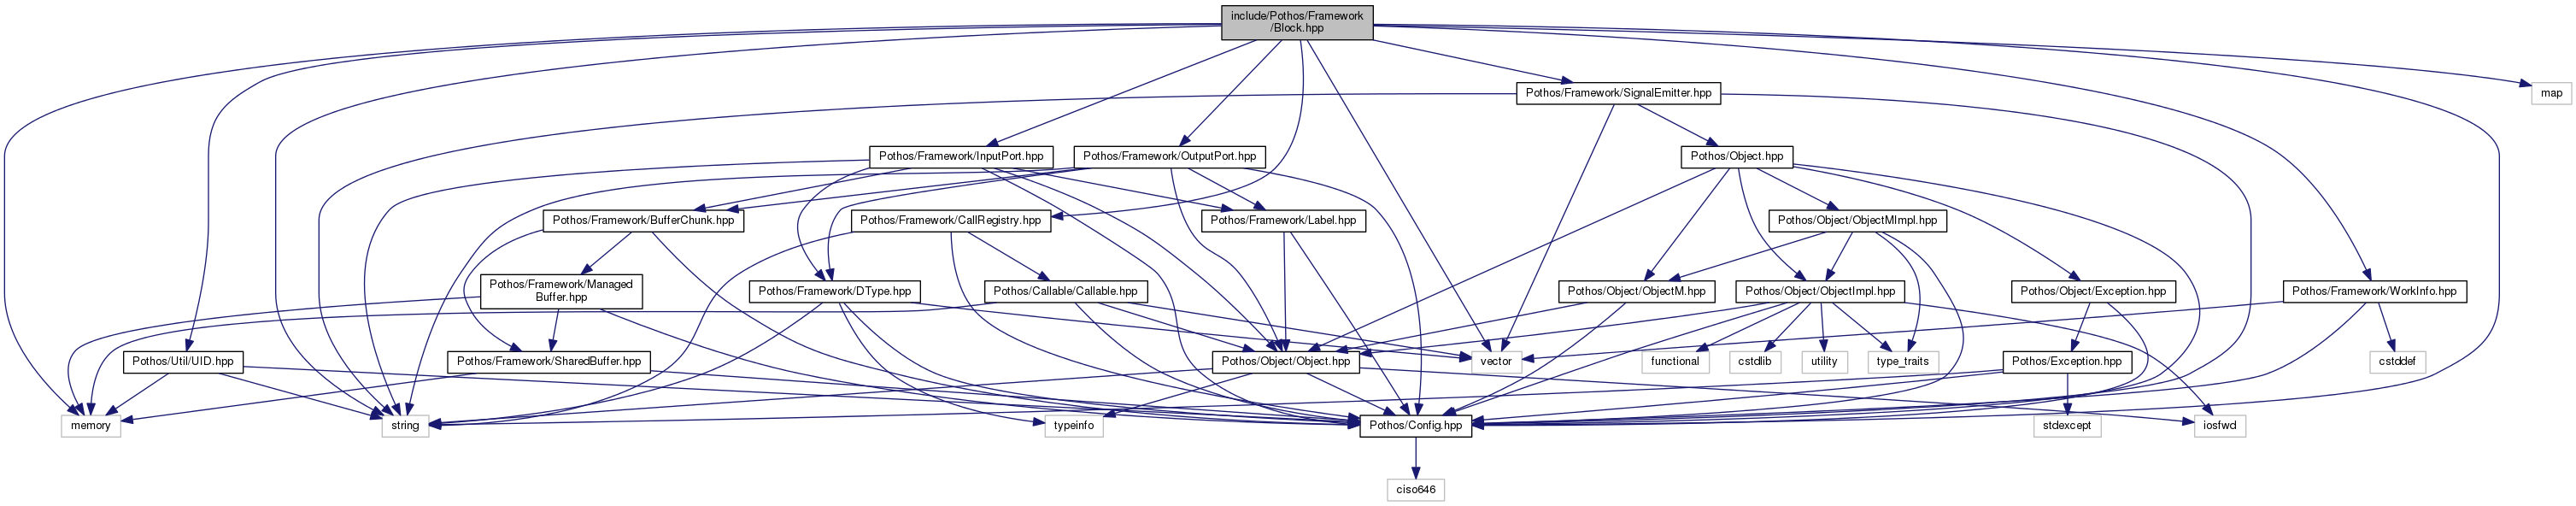 include/Pothos/Framework
/Block.hpp
Pothos/Framework/SignalEmitter.hpp
map
Pothos/Framework/InputPort.hpp
Pothos/Framework/OutputPort.hpp
Pothos/Object.hpp
Pothos/Framework/BufferChunk.hpp
Pothos/Framework/CallRegistry.hpp
Pothos/Framework/Label.hpp
Pothos/Object/ObjectMImpl.hpp
Pothos/Framework/Managed
Buffer.hpp
Pothos/Framework/DType.hpp
Pothos/Callable/Callable.hpp
Pothos/Object/ObjectM.hpp
Pothos/Object/ObjectImpl.hpp
Pothos/Object/Exception.hpp
Pothos/Framework/WorkInfo.hpp
Pothos/Util/UID.hpp
Pothos/Framework/SharedBuffer.hpp
Pothos/Object/Object.hpp
vector
functional
cstdlib
utility
type_traits
Pothos/Exception.hpp
cstddef
memory
string
typeinfo
Pothos/Config.hpp
stdexcept
iosfwd
ciso646